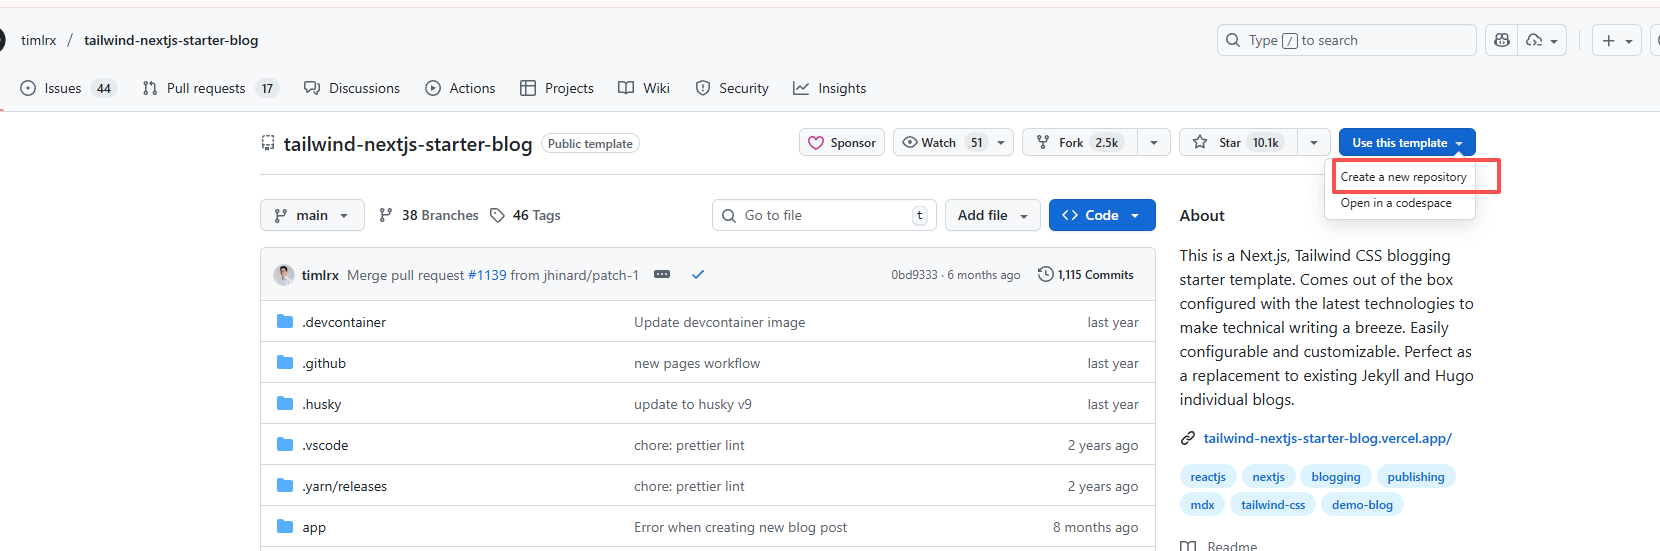 timlrx / tailwind-nextjs-starter-blog
Type / to search
Issues 44
Pull requests 17
Discussions
Actions
Projects
Wiki
Security
Insights
tailwind-nextjs-starter-blog Public template
Sponsor
Watch 51
Fork 2.5k
Star 10.1k
Use this template
Create a new repository
Open in a codespace
main
38 Branches
46 Tags
Go to file t
Add file
Code
timlrx Merge pull request #1139 from jhinard/patch-1 0bd9333 · 6 months ago 1,115 Commits
.devcontainer Update devcontainer image last year
.github new pages workflow last year
.husky update to husky v9 last year
.vscode chore: prettier lint 2 years ago
.yarn/releases chore: prettier lint 2 years ago
app Error when creating new blog post 8 months ago
About
This is a Next.js, Tailwind CSS blogging
starter template. Comes out of the box
configured with the latest technologies to
make technical writing a breeze. Easily
configurable and customizable. Perfect as
a replacement to existing Jekyll and Hugo
individual blogs.
tailwind-nextjs-starter-blog.vercel.app/
reactjs nextjs blogging publishing
mdx tailwind-css demo-blog
Readme